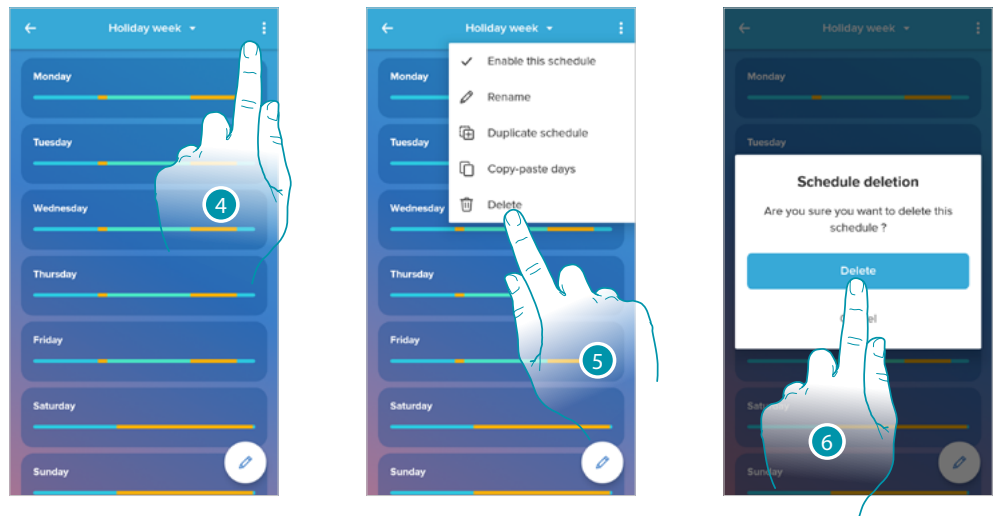 Holiday week
Monday
Tuesday
Wednesday
Thursday
Friday
Saturday
Sunday
4
Holiday week
Monday
Tuesday
Wednesday
Thursday
Friday
Saturday
Sunday
Enable this schedule
Rename
Duplicate schedule
Copy-paste days
Delete
5
Holiday week
Monday
Tuesday
Schedule deletion
Are you sure you want to delete this
schedule ?
Delete
Sunday
6